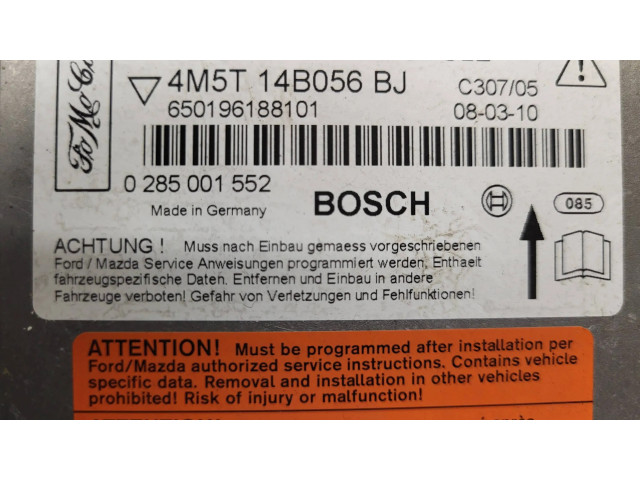 FoMoCo
4M5T 14B056 BJ
C307/05
650196188101
08-03-10
0 285 001 552
Made in Germany
BOSCH
085
ACHTUNG ! Muss nach Einbau gemaess vorgeschriebenen
Ford / Mazda Service Anweisungen programmiert werden. Enthaelt
fahrzeugspezifische Daten. Entfernen und Einbau in andere
Fahrzeuge verboten! Gefahr von Verletzungen und Fehlfunktionen!
ATTENTION! Must be programmed after installation per
Ford/Mazda authorized service instructions. Contains vehicle
specific data. Removal and installation in other vehicles
prohibited! Risk of injury or malfunction!